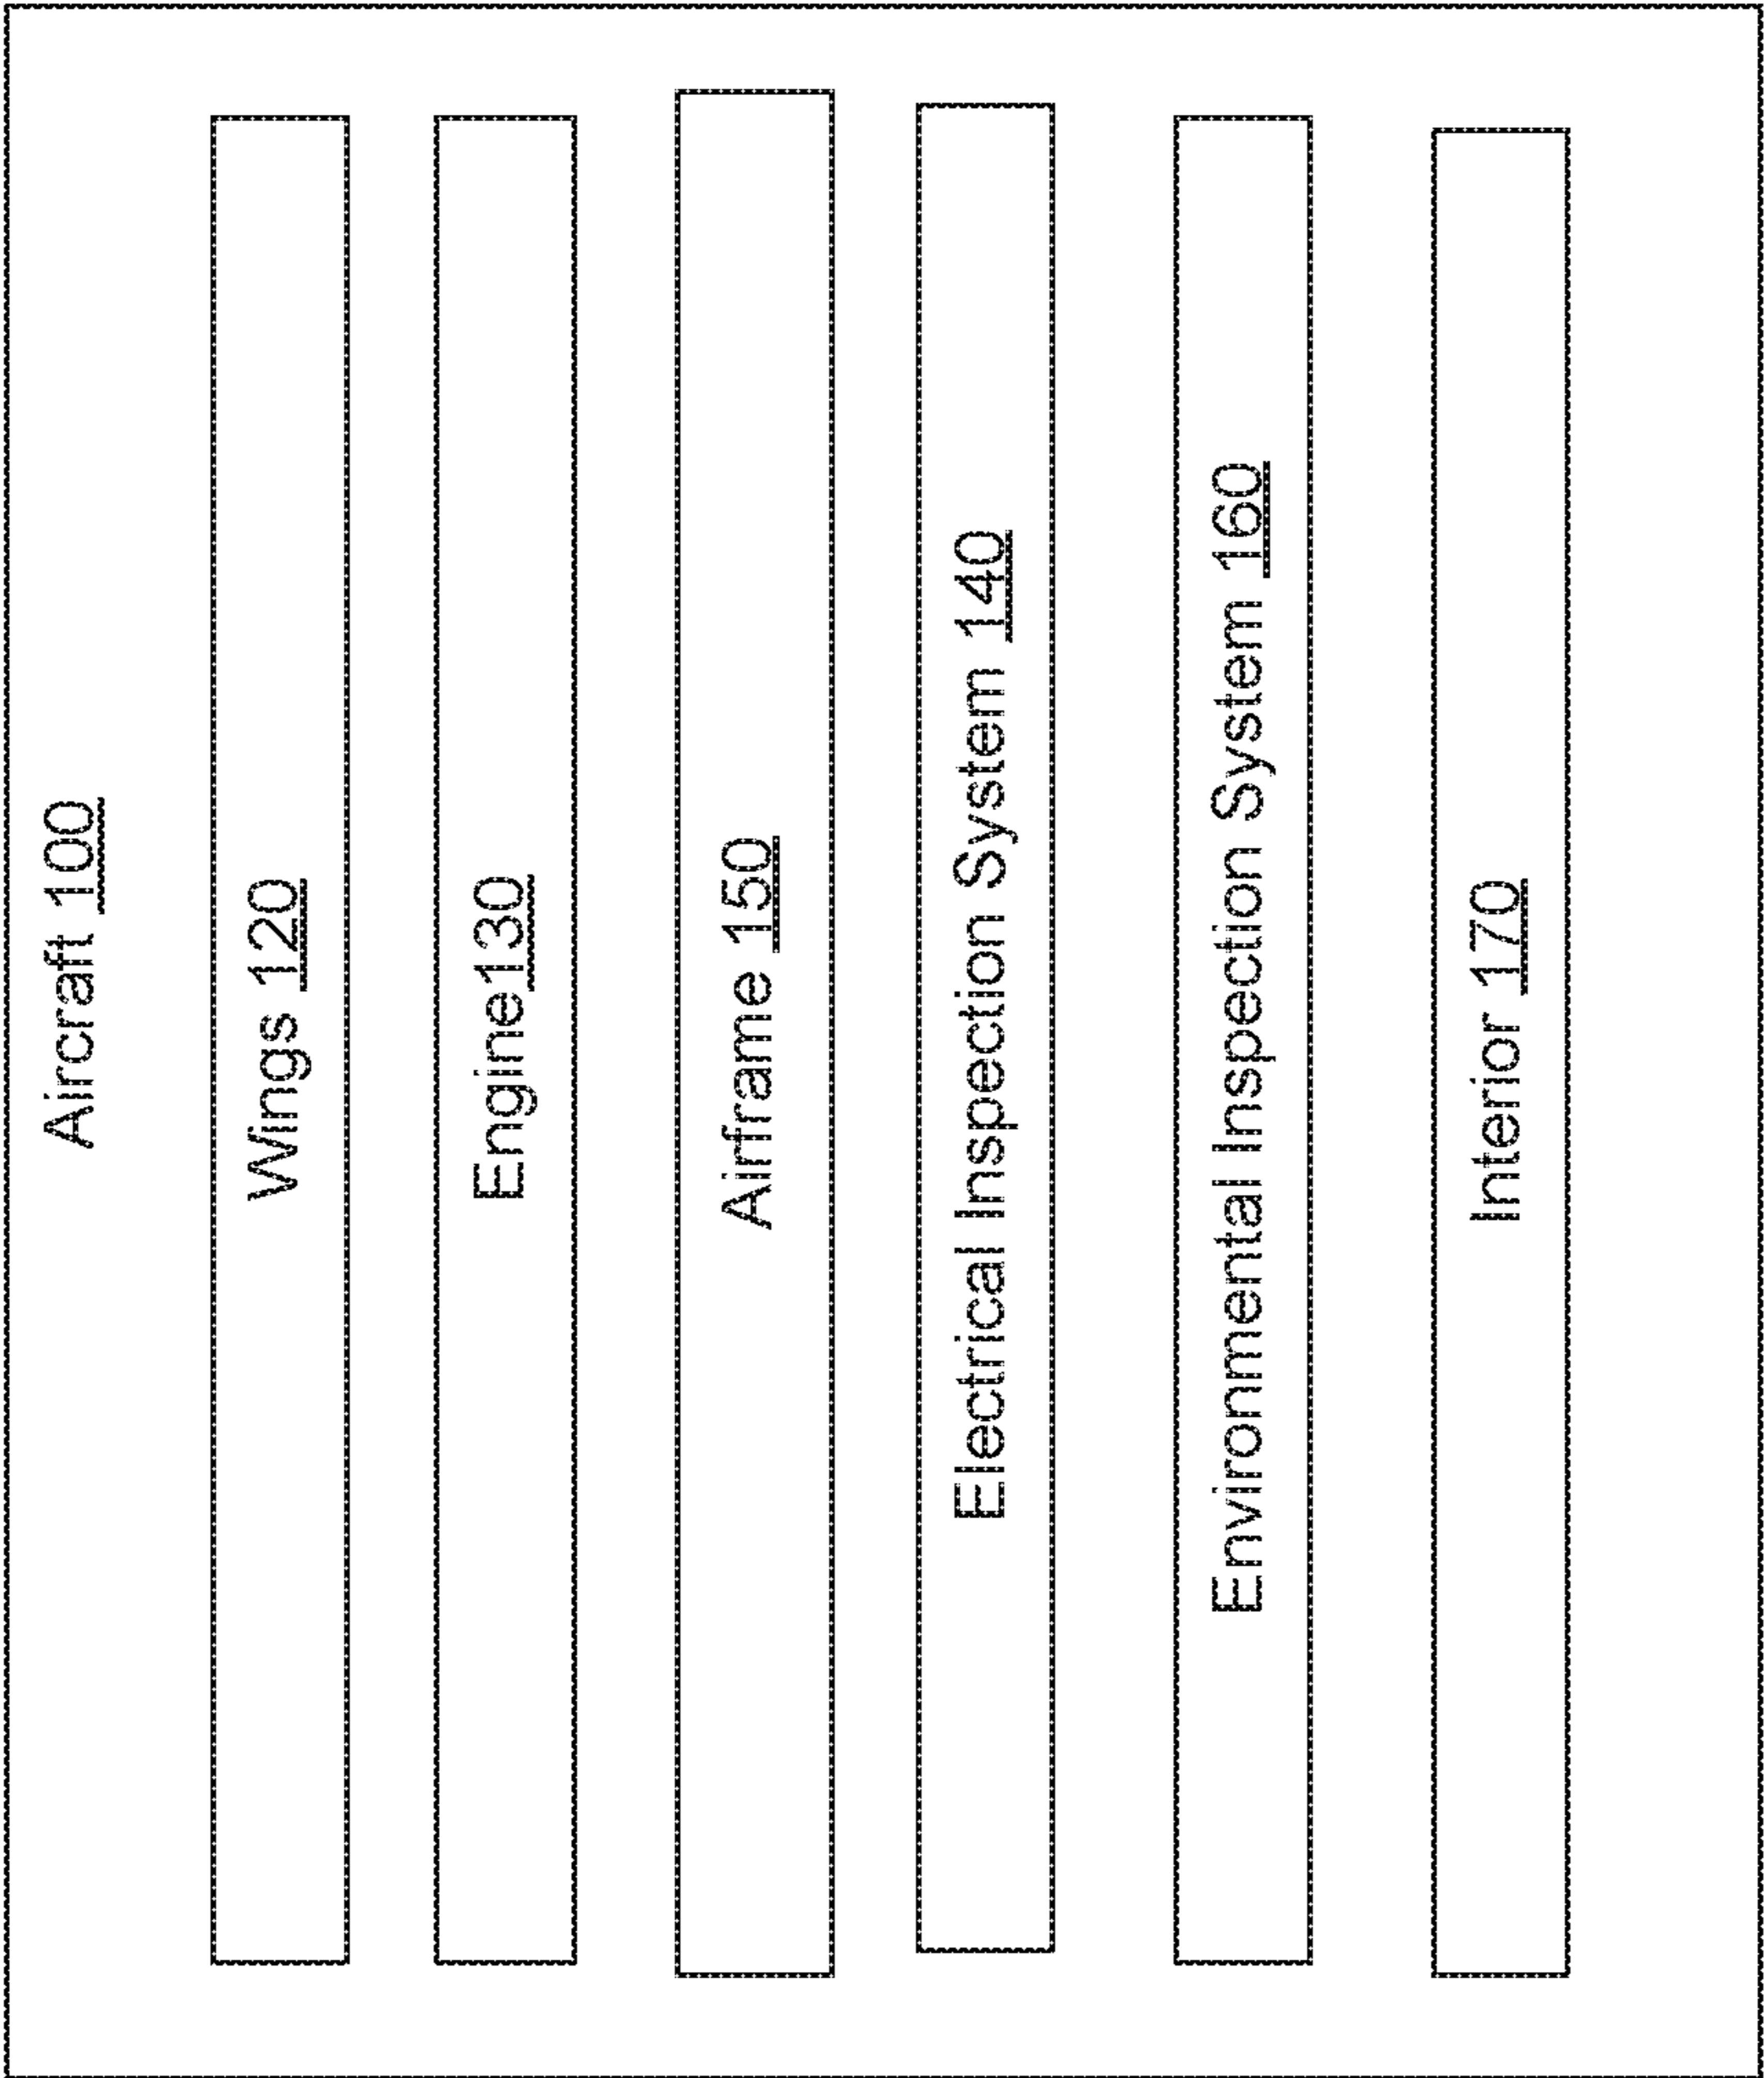 Aircraft 100
Wings 120
Engine130
Airframe 150
Electrical Inspection System 140
Environmental Inspection System 160
Interior 170